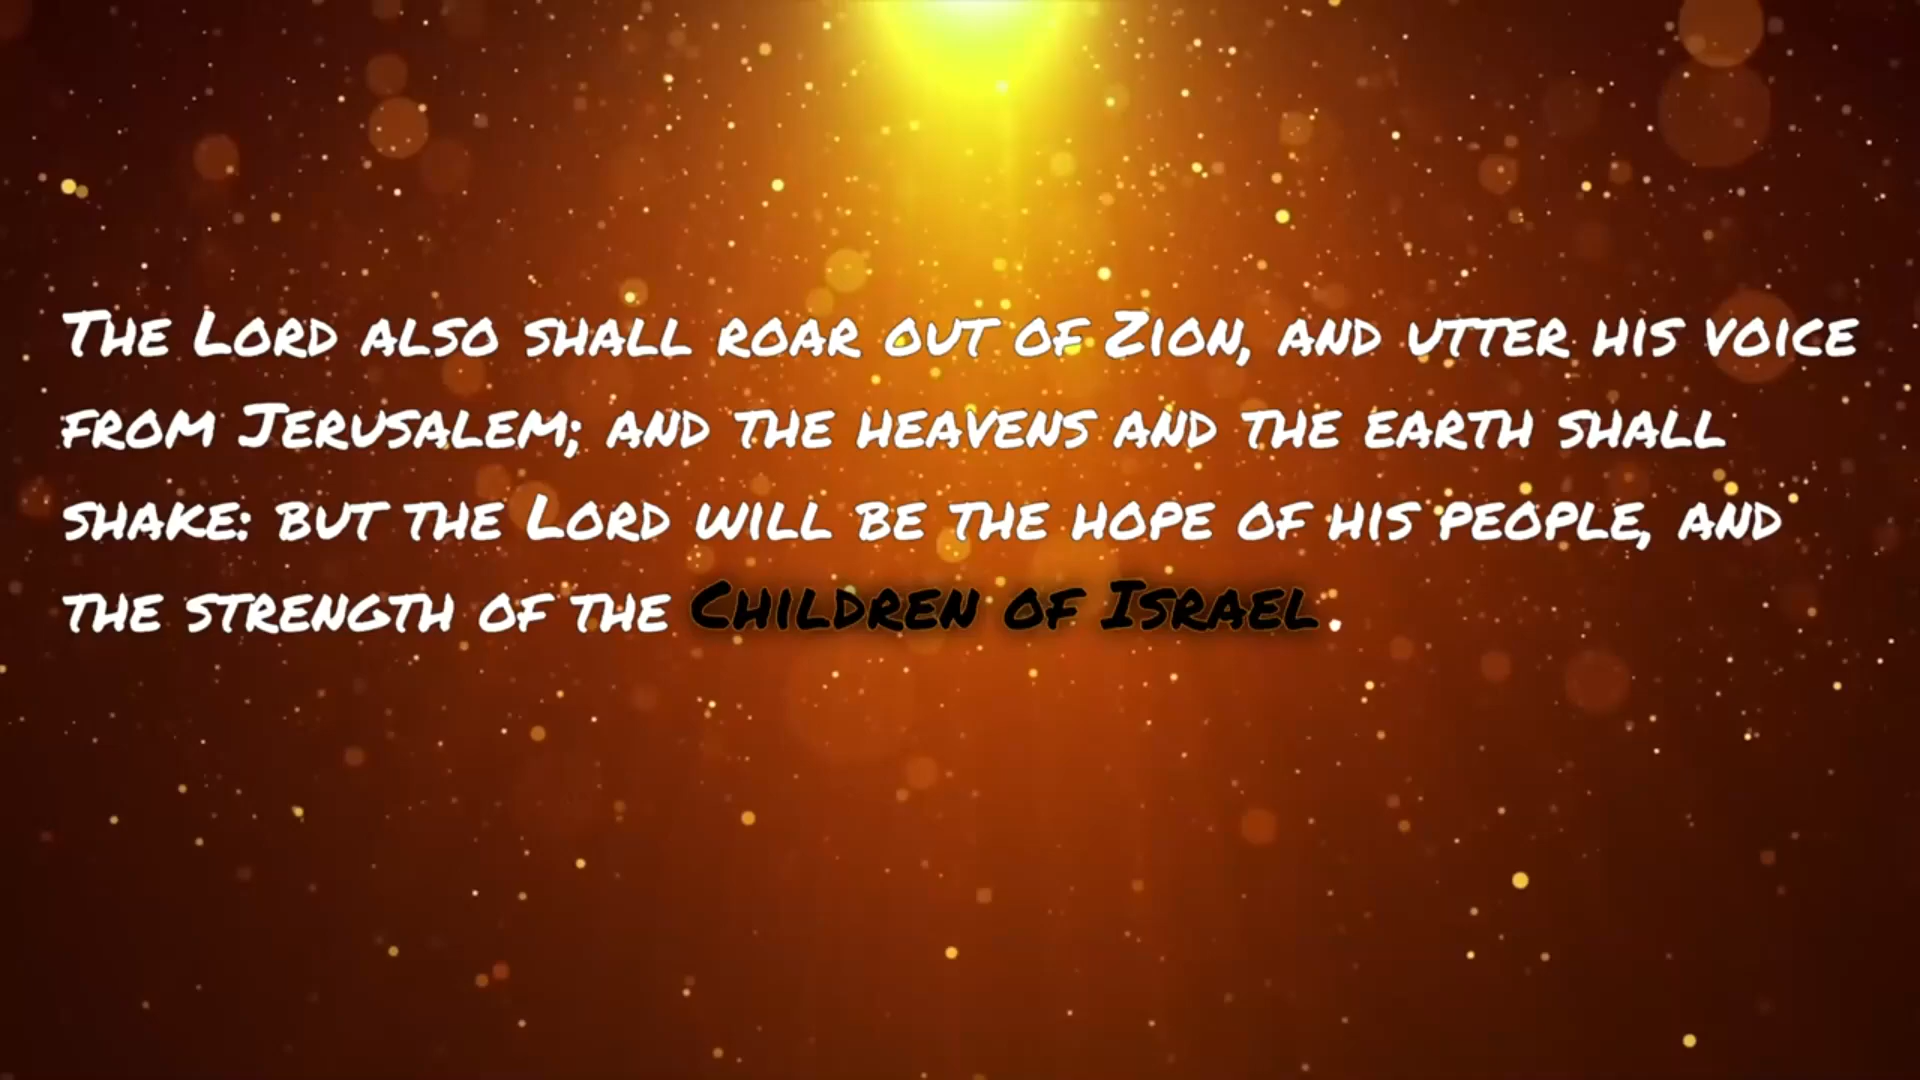 The Lord also shall roar out of Zion, and utter his voice
from Jerusalem; and the heavens and the earth shall
shake: but the Lord will be the hope of his people, and
the strength of the Children of Israel.